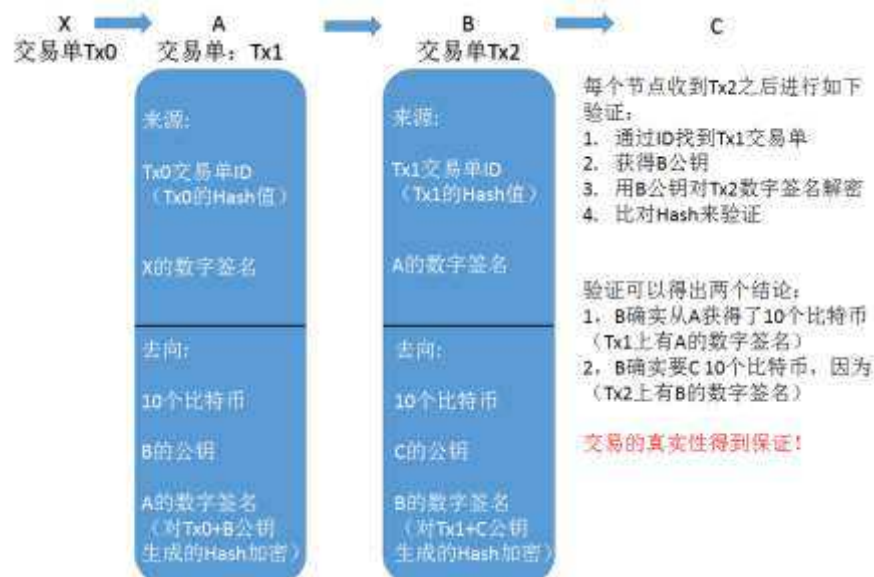 X
A
B
C
交易单Tx0
交易单：Tx1
交易单Tx2
来源:
Tx0交易单ID
（Tx0的Hash值）
X的数字签名
去向:
10个比特币
B的公钥
A的数字签名
（对Tx0+B公钥
生成的Hash加密）
来源:
Tx1交易单ID
（Tx1的Hash值）
A的数字签名
去向:
10个比特币
C的公钥
B的数字签名
（对Tx1+C公钥
生成的Hash加密）
每个节点收到Tx2之后进行如下
验证：
1. 通过ID找到Tx1交易单
2. 获得B公钥
3. 用B公钥对Tx2数字签名解密
4. 比对Hash来验证
验证可以得出两个结论：
1，B确实从A获得了10个比特币
（Tx1上有A的数字签名）
2，B确实要C 10个比特币，因为
（Tx2上有B的数字签名）
交易的真实性得到保证！